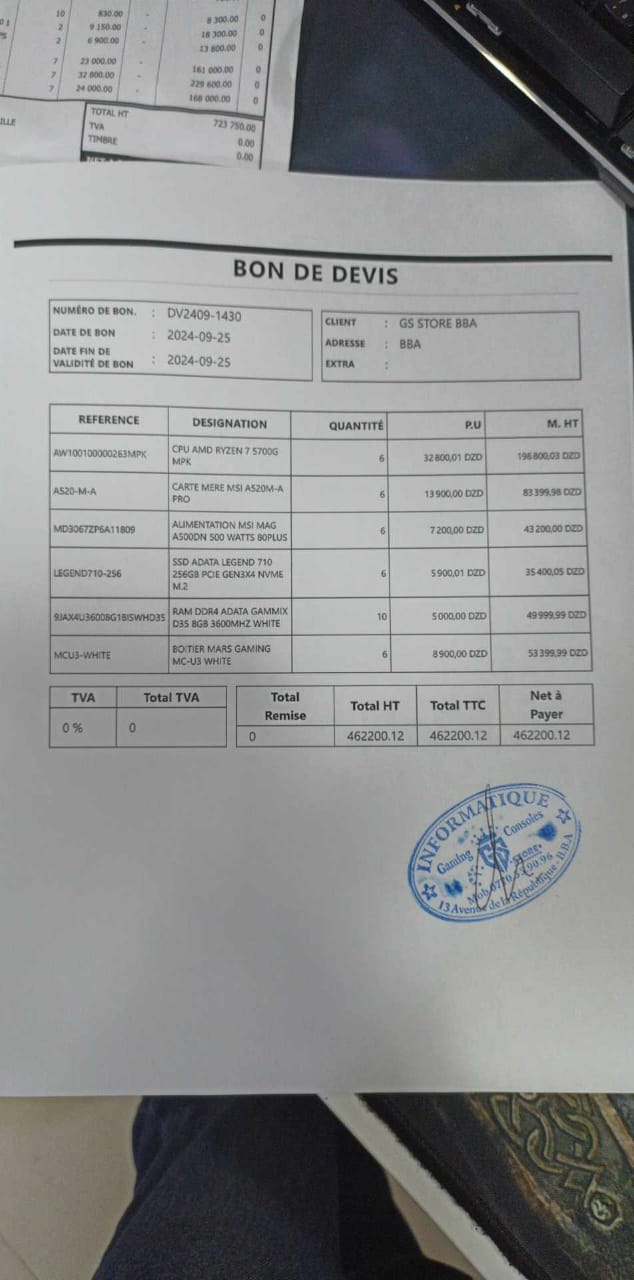 10 830.00 - 8 300.00 0
2 9 150.00 - 18 300.00 0
2 6 900.00 - 13 800.00 0
7 23 000.00 - 161 000.00 0
7 32 800.00 - 229 600.00 0
7 24 000.00 - 168 000.00 0
ILLE
TOTAL HT 723 750.00
TVA 0.00
TIMBRE 0.00
BON DE DEVIS
NUMÉRO DE BON. : DV2409-1430
DATE DE BON : 2024-09-25
DATE FIN DE
VALIDITÉ DE BON : 2024-09-25
CLIENT : GS STORE BBA
ADRESSE : BBA
EXTRA :
REFERENCE DESIGNATION QUANTITÉ P.U M. HT
AW100100000263MPK CPU AMD RYZEN 7 5700G 6 32 800,01 DZD 196 800,03 DZD
MPK
A520-M-A CARTE MERE MSI A520M-A 6 13 900,00 DZD 83 399,98 DZD
PRO
MD3067ZP6A11809 ALIMENTATION MSI MAG 6 7 200,00 DZD 43 200,00 DZD
A500DN 500 WATTS 80PLUS
SSD ADATA LEGEND 710
LEGEND710-256 256GB PCIE GEN3X4 NVME 6 5 900,01 DZD 35 400,05 DZD
M.2
9JAX4U36008G18ISWHD35 RAM DDR4 ADATA GAMMIX 10 5 000,00 DZD 49 999,99 DZD
D35 8GB 3600MHZ WHITE
MCU3-WHITE BOITIER MARS GAMING 6 8 900,00 DZD 53 399,99 DZD
MC-U3 WHITE
TVA Total TVA
0 % 0
Total Remise Total HT Total TTC Net à Payer
0 462200.12 462200.12 462200.12
INFORMATIQUE
Gaming Consoles
GS
STORE
Mob
13 Avenue de la République - BBA